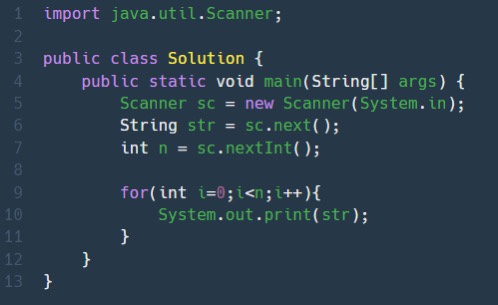 1 import java.util.Scanner;
2
3 public class Solution {
4     public static void main(String[] args) {
5         Scanner sc = new Scanner(System.in);
6         String str = sc.next();
7         int n = sc.nextInt();
8
9         for(int i=0;i<n;i++){
10             System.out.print(str);
11         }
12     }
13 }